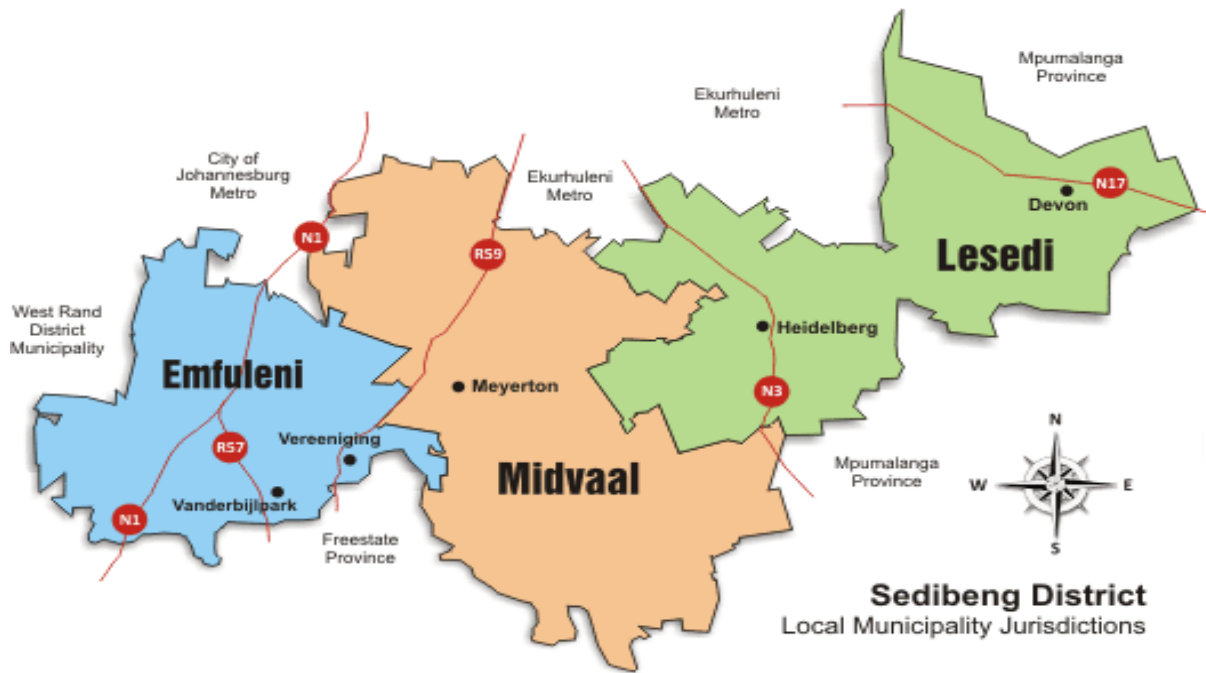 Mpumalanga
Province
Ekurhuleni
Metro
City of
Johannesburg
Metro
Ekurhuleni
Metro
N17
Devon
N1
R59
Lesedi
West Rand
District
Municipality
Heidelberg
Emfuleni
Meyerton
N3
Vereeniging
R57
Midvaal
Mpumalanga
Province
Vanderbijlpark
N1
Freestate
Province
N
W
E
S
Sedibeng District
Local Municipality Jurisdictions